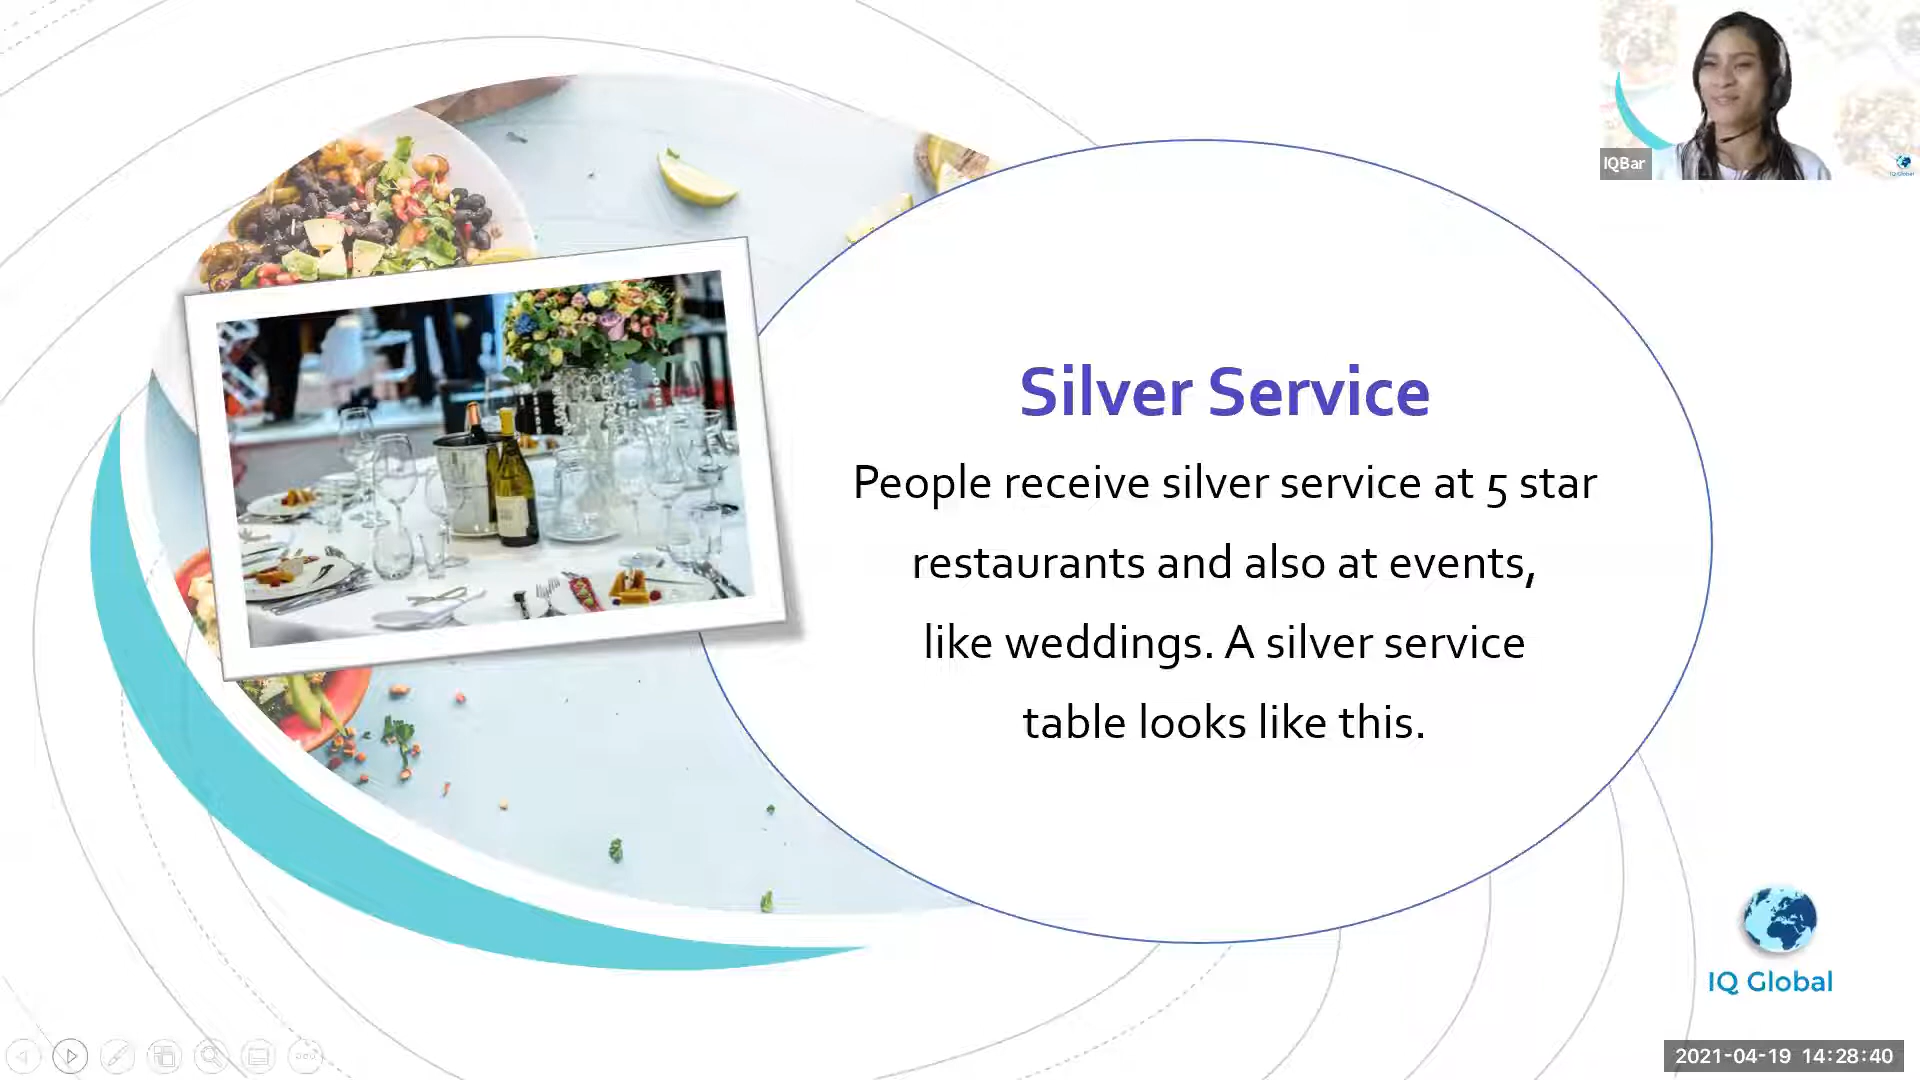 IQBar
Silver Service
People receive silver service at 5 star
restaurants and also at events,
like weddings. A silver service
table looks like this.
IQ Global
2021-04-19 14:28:40